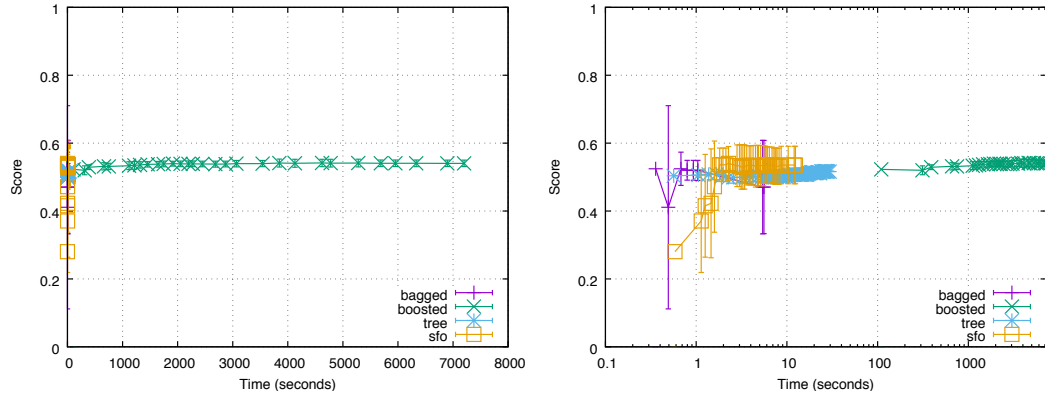 1
0.8
0.6
0.4
0.2
0
Score
0 1000 2000 3000 4000 5000 6000 7000 8000
Time (seconds)
bagged
boosted
tree
sfo
1
0.8
0.6
0.4
0.2
0
Score
0.1 1 10 100 1000
Time (seconds)
bagged
boosted
tree
sfo